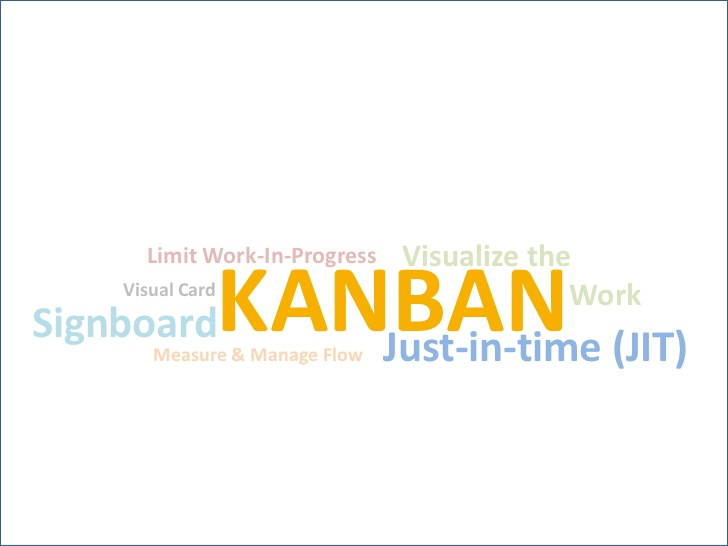 Limit Work-In-Progress
Visualize the
Visual Card
KANBAN
Work
Signboard
Measure & Manage Flow
Just-in-time (JIT)